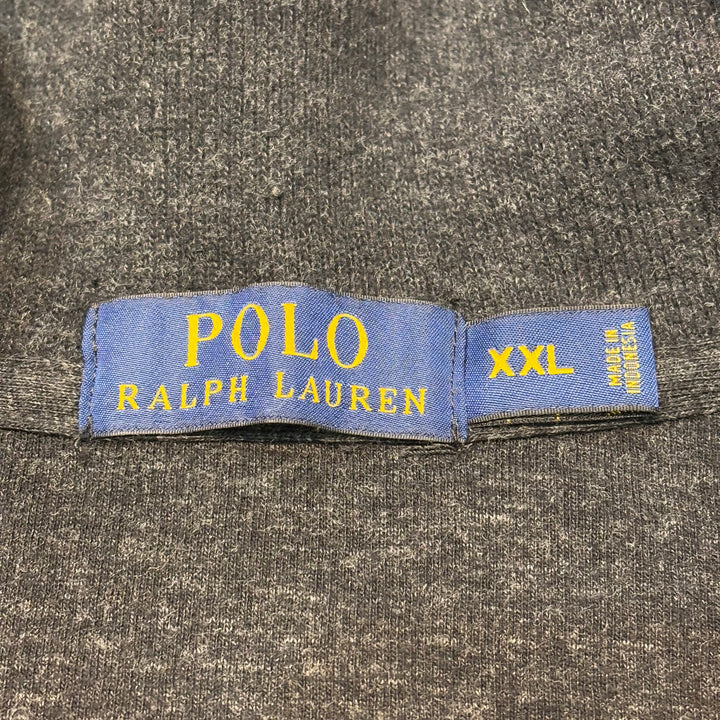 POLO
RALPH LAUREN
XXL
MADE IN
INDONESIA